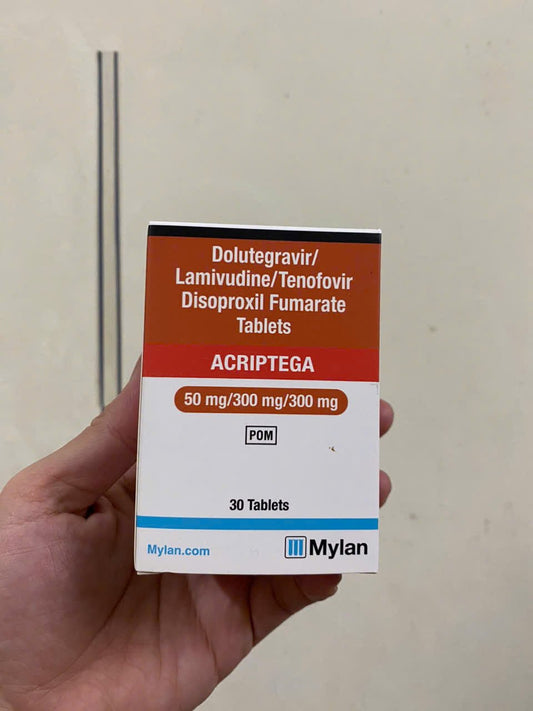 Dolutegravir/
Lamivudine/Tenofovir
Disoproxil Fumarate
Tablets
ACRIPTEGA
50 mg/300 mg/300 mg
POM
30 Tablets
Mylan.com
Mylan